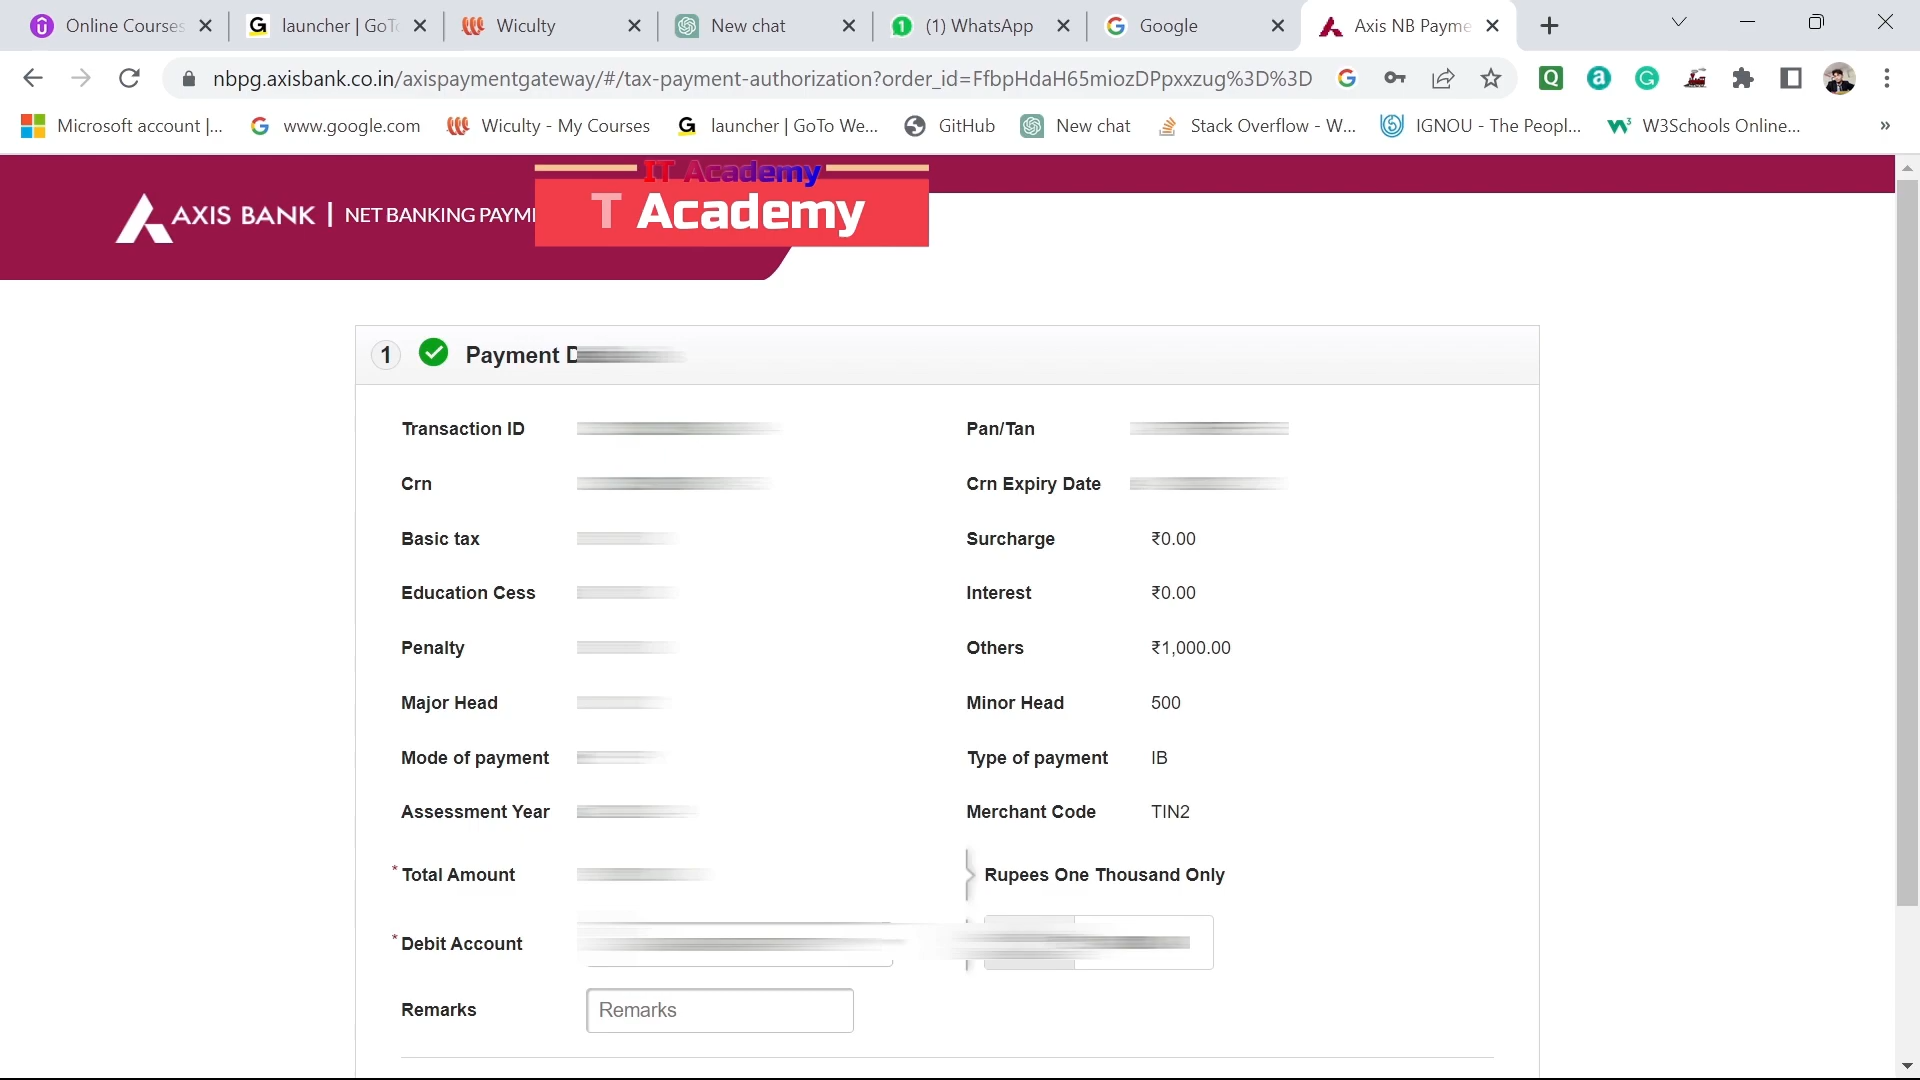 Online Courses launcher | GoTo Wiculty New chat (1) WhatsApp Google Axis NB Payme
nbpg.axisbank.co.in/axispaymentgateway/#/tax-payment-authorization?order_id=FfbpHdaH65miozDPpxxzug%3D%3D
Microsoft account |... www.google.com Wiculty - My Courses launcher | GoTo We... GitHub New chat Stack Overflow - W... IGNOU - The Peopl... W3Schools Online... »
IT Academy
AXIS BANK | NET BANKING PAYM
T Academy
1 Payment D
Transaction ID Pan/Tan
Crn Crn Expiry Date
Basic tax Surcharge ₹0.00
Education Cess Interest ₹0.00
Penalty Others ₹1,000.00
Major Head Minor Head 500
Mode of payment Type of payment IB
Assessment Year Merchant Code TIN2
* Total Amount Rupees One Thousand Only
* Debit Account
Remarks Remarks